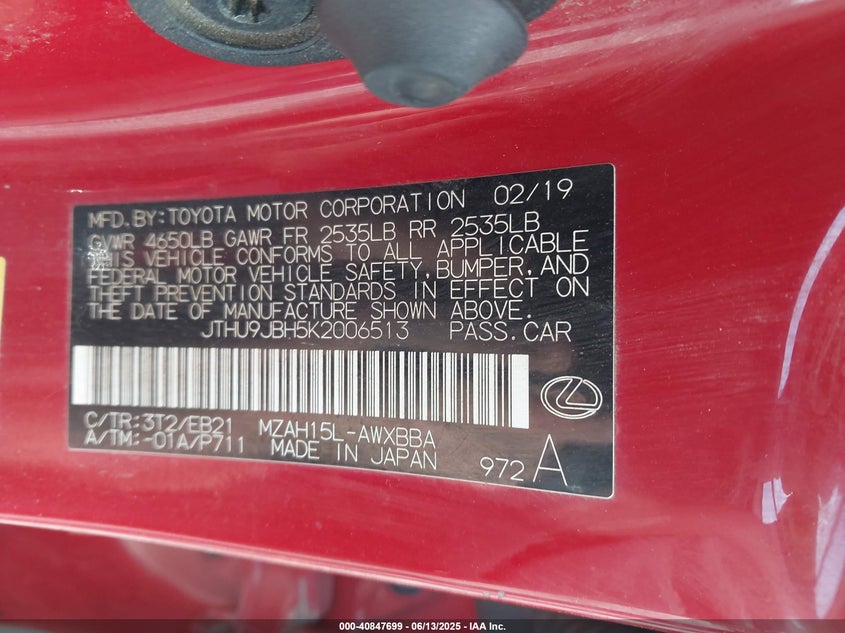 MFD.BY:TOYOTA MOTOR CORPORATION 02/19
GVWR 4650LB GAWR FR 2535LB RR 2535LB
THIS VEHICLE CONFORMS TO ALL APPLICABLE
FEDERAL MOTOR VEHICLE SAFETY,BUMPER,AND
THEFT PREVENTION STANDARDS IN EFFECT ON
THE DATE OF MANUFACTURE SHOWN ABOVE.
JTHU9JBH5K2006513 PASS.CAR
C/TR:3T2/EB21 MZAH15L-AWXBBA
A/TM:-01A/P711 MADE IN JAPAN 972 A
000-40847699 - 06/13/2025 - IAA Inc.